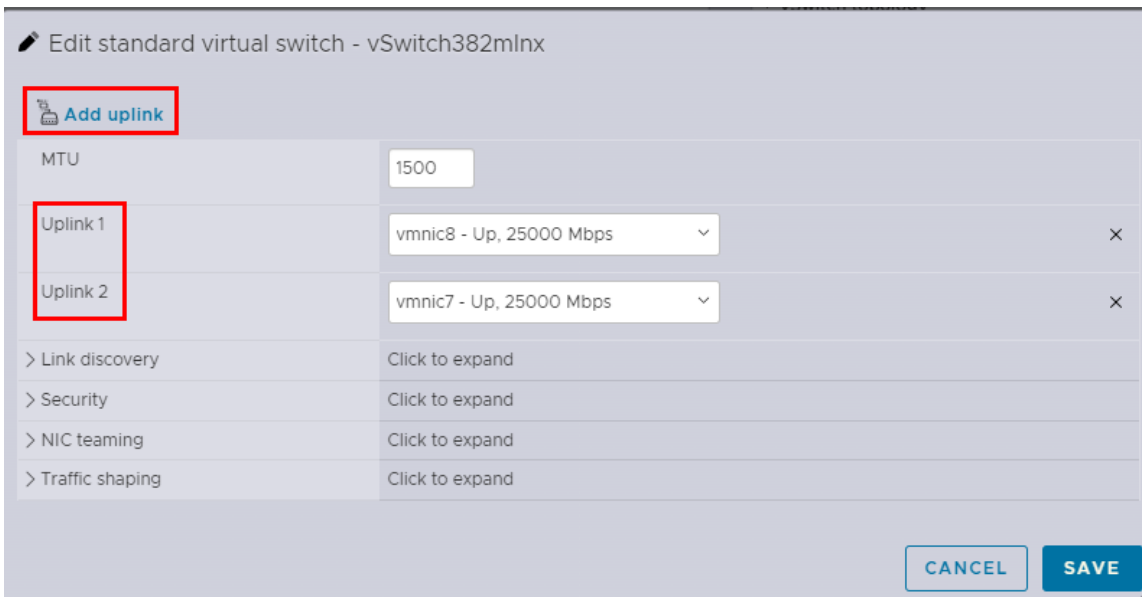 Edit standard virtual switch - vSwitch382mlnx
Add uplink
MTU
1500
Uplink 1
vmnic8 - Up, 25000 Mbps
Uplink 2
vmnic7 - Up, 25000 Mbps
Link discovery
Click to expand
Security
Click to expand
NIC teaming
Click to expand
Traffic shaping
Click to expand
CANCEL
SAVE